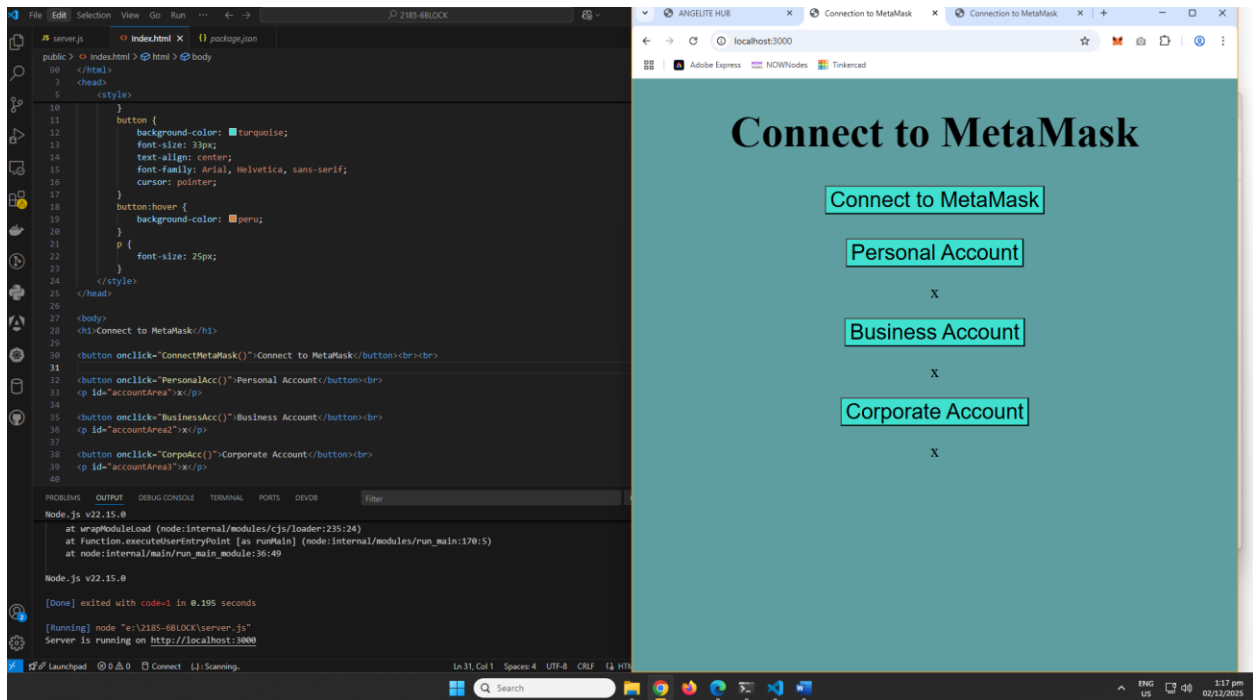 File Edit Selection View Go Run ··· 2185-6BLOCK
JS server.js Index.html × {} package.json
public > Index.html > html > body
90 </html>
3 <head>
5 <style>
10 }
11 button {
12 background-color: turquoise;
13 font-size: 33px;
14 text-align: center;
15 font-family: Arial, Helvetica, sans-serif;
16 cursor: pointer;
17 }
18 button:hover {
19 background-color: peru;
20 }
21 p {
22 font-size: 25px;
23 }
24 </style>
25 </head>
26
27 <body>
28 <h1>Connect to MetaMask</h1>
29
30 <button onclick="ConnectMetaMask()">Connect to MetaMask</button><br><br>
31
32 <button onclick="PersonalAcc()">Personal Account</button><br>
33 <p id="accountArea">x</p>
34
35 <button onclick="BusinessAcc()">Business Account</button><br>
36 <p id="accountArea2">x</p>
37
38 <button onclick="CorpoAcc()">Corporate Account</button><br>
39 <p id="accountArea3">x</p>
40
PROBLEMS OUTPUT DEBUG CONSOLE TERMINAL PORTS DEVDB Filter
Node.js v22.15.0
at wrapModuleLoad (node:internal/modules/cjs/loader:235:24)
at Function.executeUserEntryPoint [as runMain] (node:internal/modules/run_main:170:5)
at node:internal/main/run_main_module:36:49
Node.js v22.15.0
[Done] exited with code=1 in 0.195 seconds
[Running] node "e:\2185-6BLOCK\server.js"
Server is running on http://localhost:3000
Launchpad 0 0 Connect {..}: Scanning.. Ln 31, Col 1 Spaces: 4 UTF-8 CRLF
ANGELITE HUB × Connection to MetaMask × Connection to MetaMask × +
localhost:3000
Adobe Express NOWNodes Tinkercad
Connect to MetaMask
Connect to MetaMask
Personal Account
x
Business Account
x
Corporate Account
x
Search
ENG
US
1:17 pm
02/12/2025